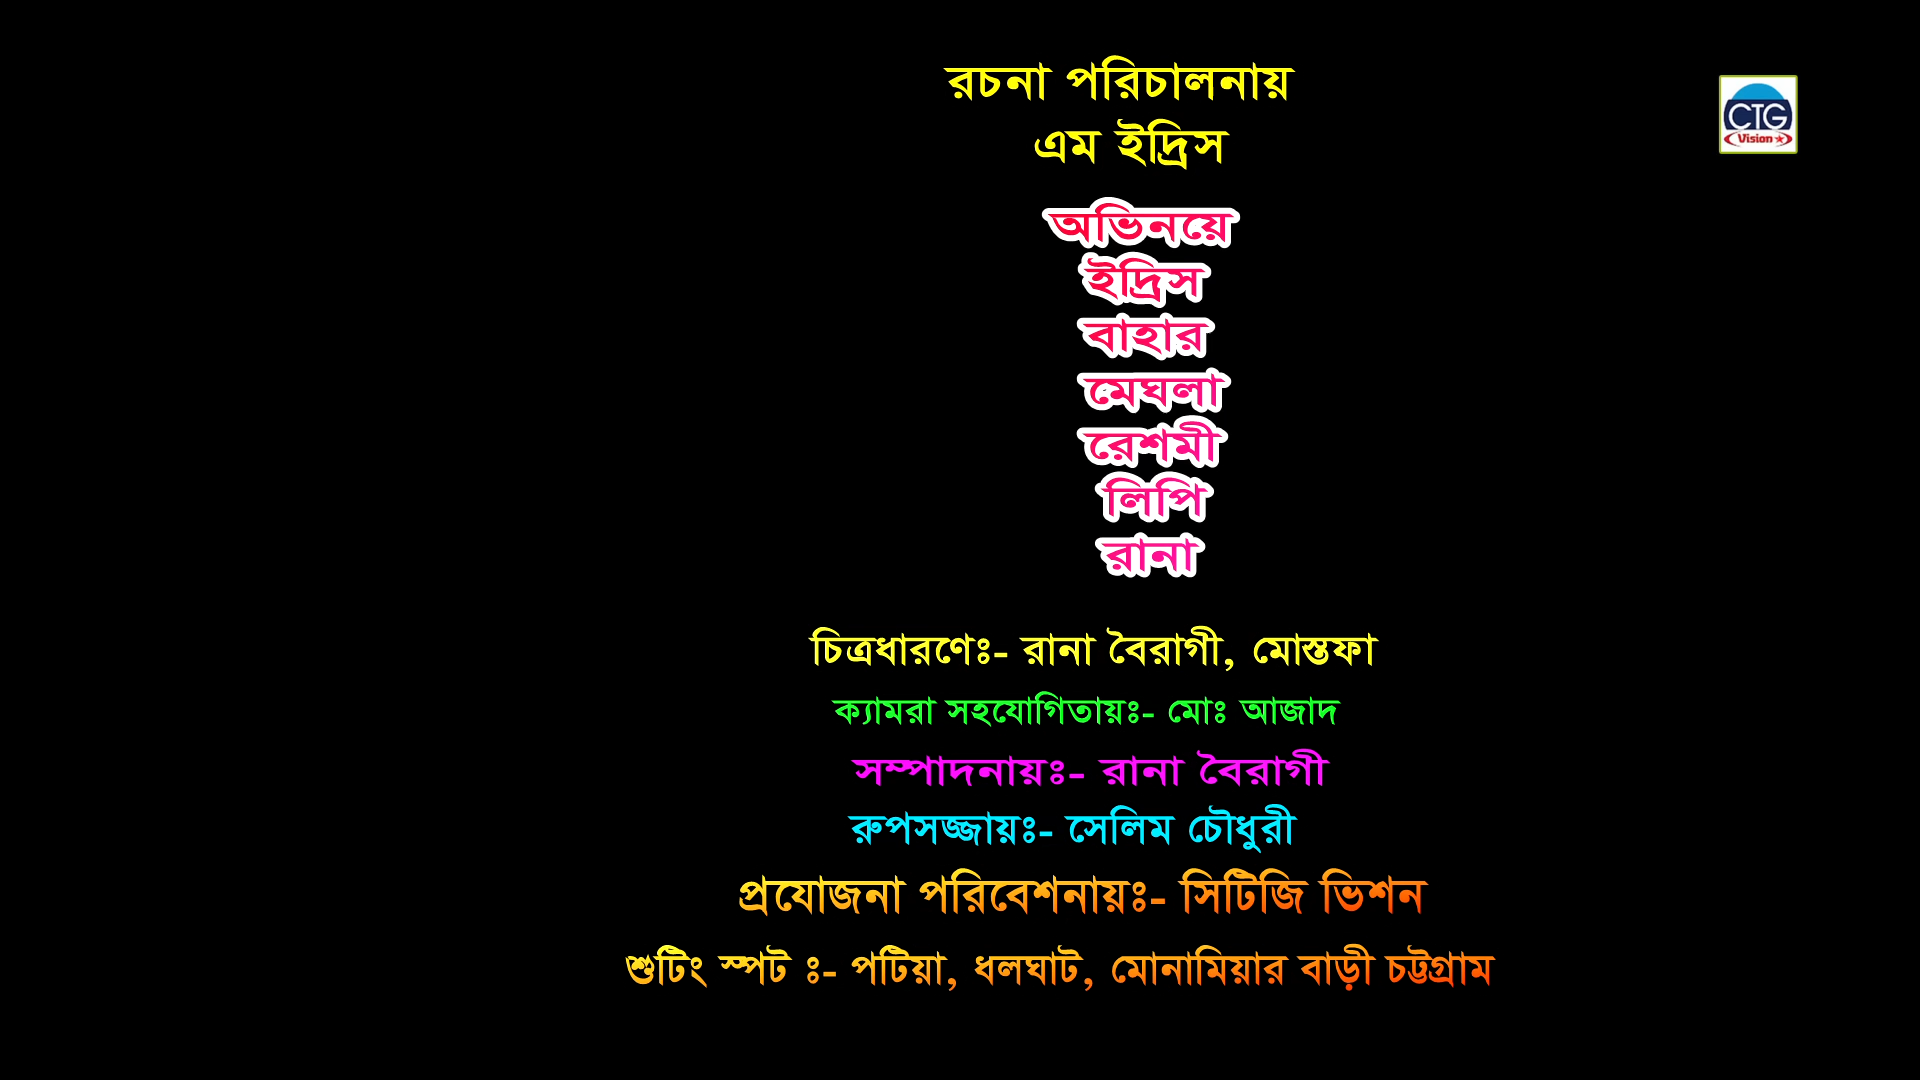 রচনা পরিচালনায়
এম ইদ্রিস
CTG
Vision
অভিনয়ে
ইদ্রিস
বাহার
মেঘলা
রেশমী
লিপি
রানা
চিত্রধারণেঃ- রানা বৈরাগী, মোস্তফা
ক্যামরা সহযোগিতায়ঃ- মোঃ আজাদ
সম্পাদনায়ঃ- রানা বৈরাগী
রুপসজ্জায়ঃ- সেলিম চৌধুরী
প্রযোজনা পরিবেশনায়ঃ- সিটিজি ভিশন
শুটিং স্পট ঃ- পটিয়া, ধলঘাট, মোনামিয়ার বাড়ী চট্টগ্রাম